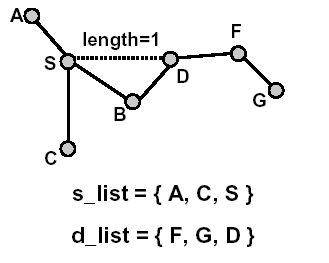 A
F
S
length=1
D
G
B
C
s_list = { A, C, S }
d_list = { F, G, D }